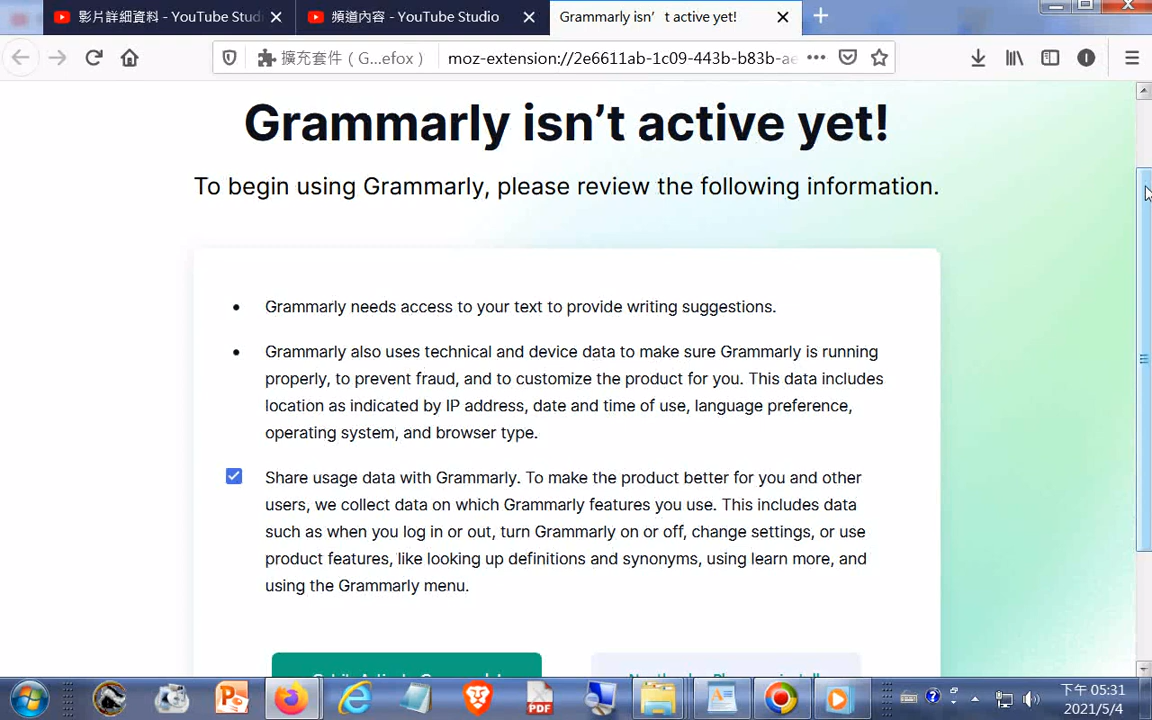 影片詳細資料 - YouTube Studi
頻道內容 - YouTube Studio
Grammarly isn’t active yet!
擴充套件（G...efox）
moz-extension://2e6611ab-1c09-443b-b83b-ae
Grammarly isn’t active yet!
To begin using Grammarly, please review the following information.
• Grammarly needs access to your text to provide writing suggestions.
• Grammarly also uses technical and device data to make sure Grammarly is running
properly, to prevent fraud, and to customize the product for you. This data includes
location as indicated by IP address, date and time of use, language preference,
operating system, and browser type.
Share usage data with Grammarly. To make the product better for you and other
users, we collect data on which Grammarly features you use. This includes data
such as when you log in or out, turn Grammarly on or off, change settings, or use
product features, like looking up definitions and synonyms, using learn more, and
using the Grammarly menu.
PDF
下午 05:31
2021/5/4